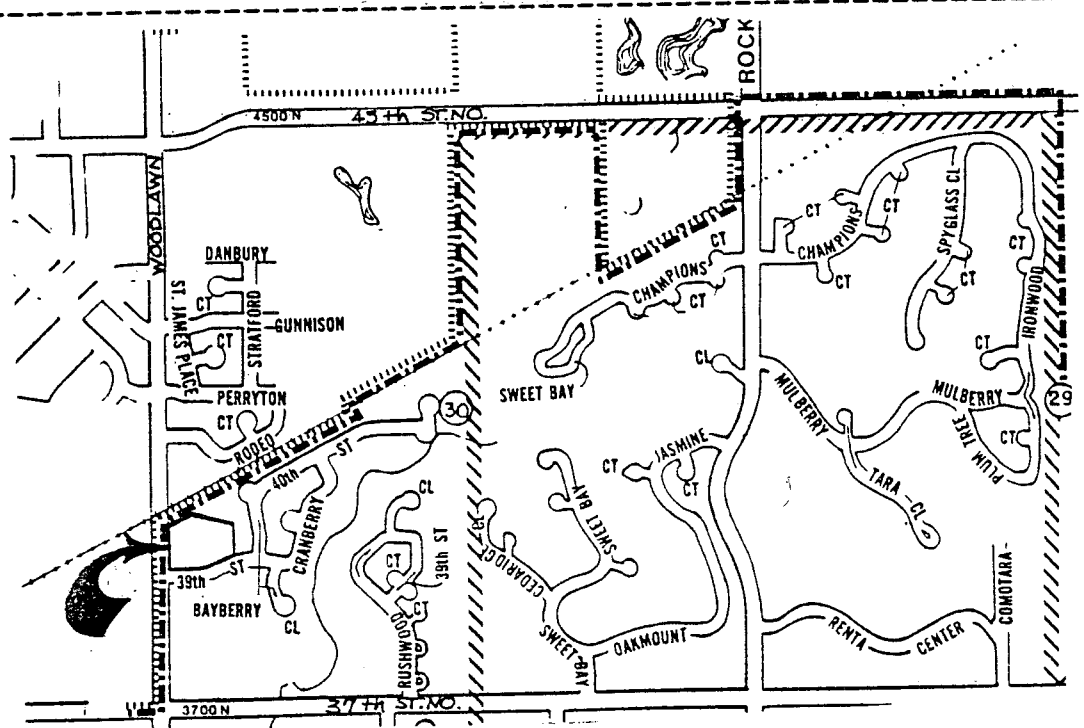 ROCK
4500 N
45th ST. NO.
WOODLAWN
DANBURY
CT
ST. JAMES PLACE
STRATFORD
GUNNISON
CT
PERRYTON
CT
RODEO
40th ST
CRANBERRY
39th ST
BAYBERRY
CL
30
CL
CT
39th ST
CT
RUSHWOOD
CHAMPIONS
CT
CT
SWEET BAY
CL
CT
JASMINE
CT
SWEET BAY
SWEET-BAY
OAKMOUNT
CT
CHAMPIONS
CT
CT
SPYGLASS CL
CT
CT
IRONWOOD
CT
MULBERRY
MULBERRY
PLUM TREE
CT
29
TARA - CL
COMOTARA
RENTA CENTER
3700 N
37th ST. NO.